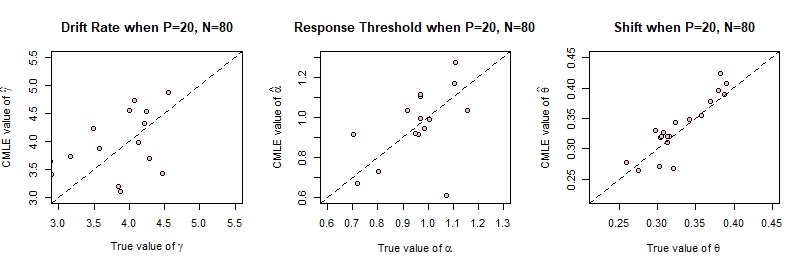 Drift Rate when P=20, N=80
CMLE value of γ̂
3.0 3.5 4.0 4.5 5.0 5.5
3.0 3.5 4.0 4.5 5.0 5.5
True value of γ
Response Threshold when P=20, N=80
CMLE value of α̂
0.6 0.8 1.0 1.2
0.6 0.7 0.8 0.9 1.0 1.1 1.2 1.3
True value of α
Shift when P=20, N=80
CMLE value of θ̂
0.25 0.30 0.35 0.40 0.45
0.25 0.30 0.35 0.40 0.45
True value of θ